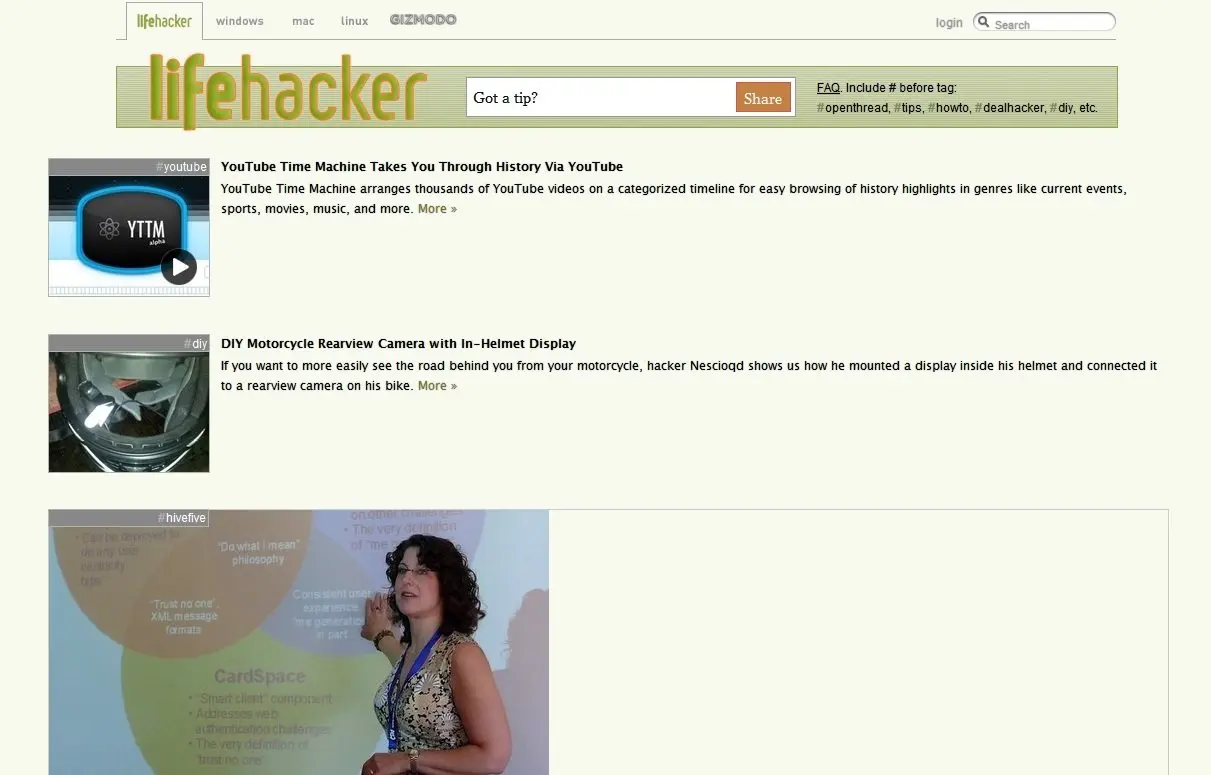 lifehacker windows mac linux GIZMODO login Search
lifehacker
Got a tip? Share
FAQ. Include # before tag:
#openthread, #tips, #howto, #dealhacker, #diy, etc.
#youtube
YTTM
alpha
YouTube Time Machine Takes You Through History Via YouTube
YouTube Time Machine arranges thousands of YouTube videos on a categorized timeline for easy browsing of history highlights in genres like current events,
sports, movies, music, and more. More »
#diy
DIY Motorcycle Rearview Camera with In-Helmet Display
If you want to more easily see the road behind you from your motorcycle, hacker Nescioqd shows us how he mounted a display inside his helmet and connected it
to a rearview camera on his bike. More »
#hivefive
on other challenges
• The very definition
of "me
• Can be deployed to
do any user
type
"Do what I mean"
philosophy
"Trust no one",
XML message
formats
Consistent user
experience,
"me generation"
in part
CardSpace
• "Smart client" component
• Addresses web
authentication challenges
• The very definition of
"trust no one"